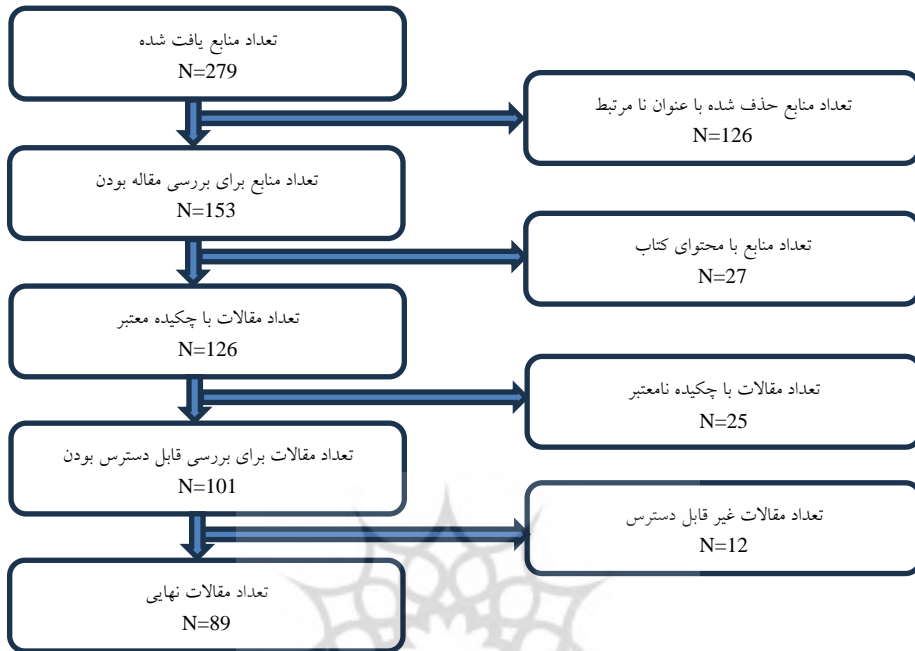 تعداد منابع یافت شده
N=279
تعداد منابع حذف شده با عنوان نا مرتبط
N=126
تعداد منابع برای بررسی مقاله بودن
N=153
تعداد منابع با محتوای کتاب
N=27
تعداد مقالات با چکیده معتبر
N=126
تعداد مقالات با چکیده نامعتبر
N=25
تعداد مقالات برای بررسی قابل دسترس بودن
N=101
تعداد مقالات غیر قابل دسترس
N=12
تعداد مقالات نهایی
N=89